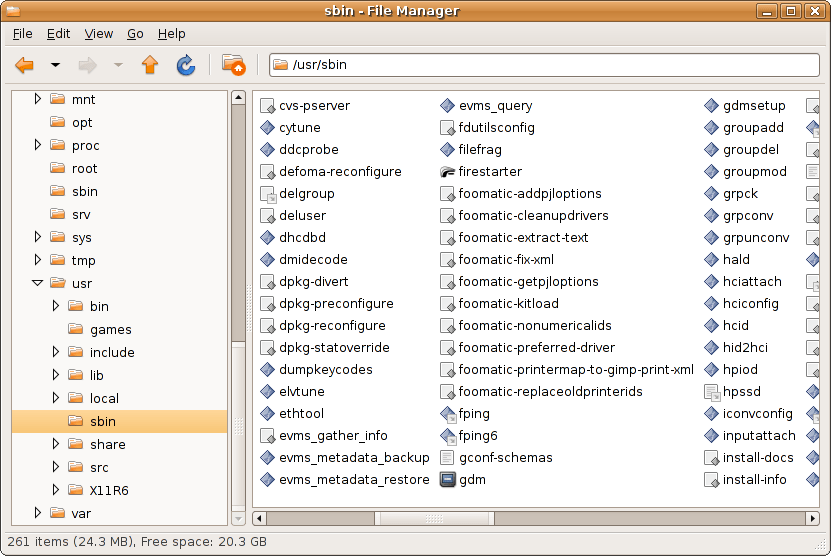 sbin - File Manager
File Edit View Go Help
/usr/sbin
mnt
opt
proc
root
sbin
srv
sys
tmp
usr
bin
games
include
lib
local
sbin
share
src
X11R6
var
cvs-pserver
cytune
ddcprobe
defoma-reconfigure
delgroup
deluser
dhcdbd
dmidecode
dpkg-divert
dpkg-preconfigure
dpkg-reconfigure
dpkg-statoverride
dumpkeycodes
elvtune
ethtool
evms_gather_info
evms_metadata_backup
evms_metadata_restore
evms_query
fdutilsconfig
filefrag
firestarter
foomatic-addpjloptions
foomatic-cleanupdrivers
foomatic-extract-text
foomatic-fix-xml
foomatic-getpjloptions
foomatic-kitload
foomatic-nonumericalids
foomatic-preferred-driver
foomatic-printermap-to-gimp-print-xml
foomatic-replaceoldprinterids
fping
fping6
gconf-schemas
gdm
gdmsetup
groupadd
groupdel
groupmod
grpck
grpconv
grpunconv
hald
hciattach
hciconfig
hcid
hid2hci
hpiod
hpssd
iconvconfig
inputattach
install-docs
install-info
261 items (24.3 MB), Free space: 20.3 GB